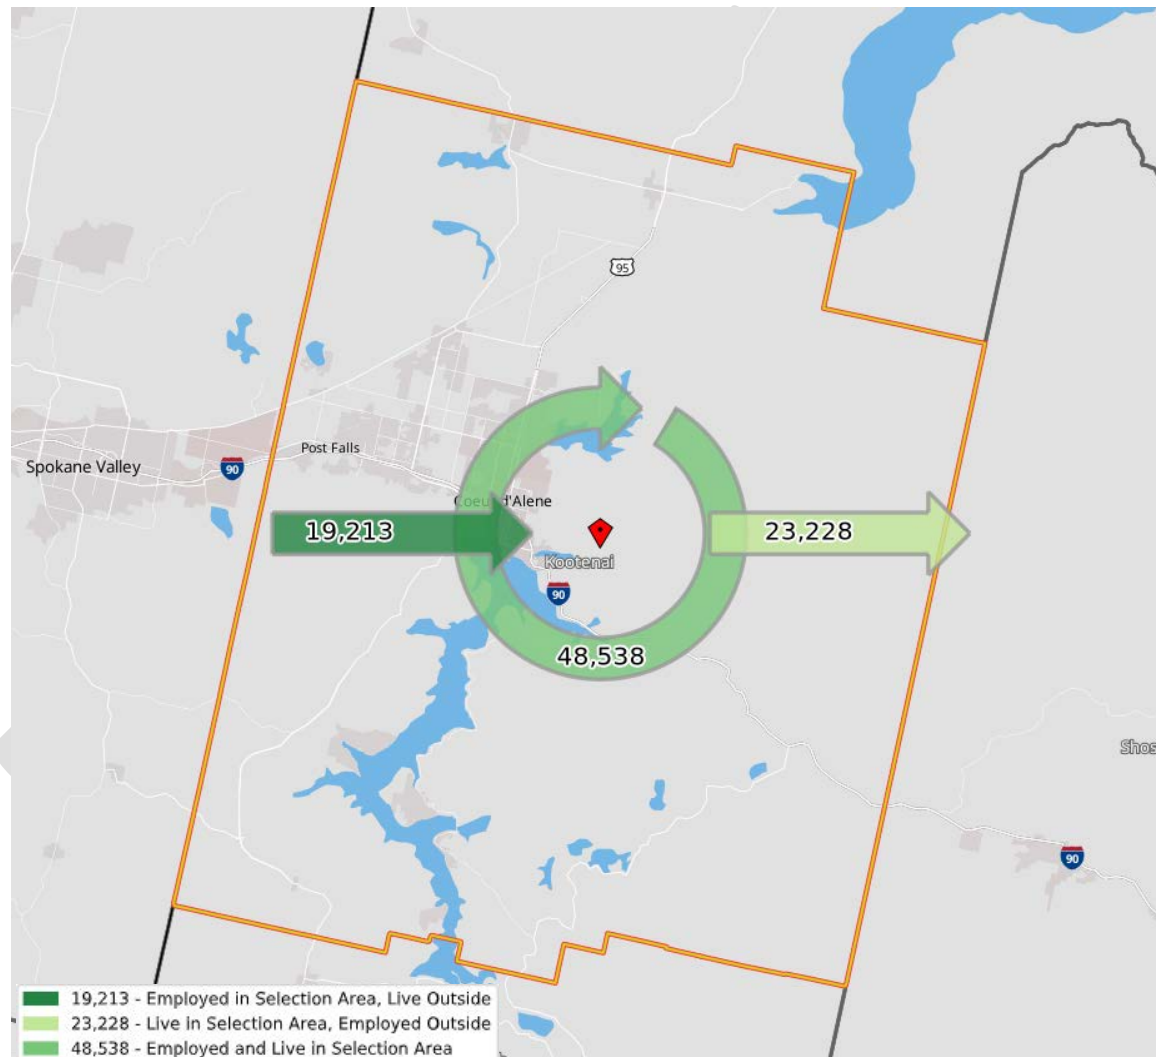 95
Post Falls
Spokane Valley
90
Coeur d'Alene
19,213
23,228
Kootenai
90
48,538
Shos
90
19,213 - Employed in Selection Area, Live Outside
23,228 - Live in Selection Area, Employed Outside
48,538 - Employed and Live in Selection Area